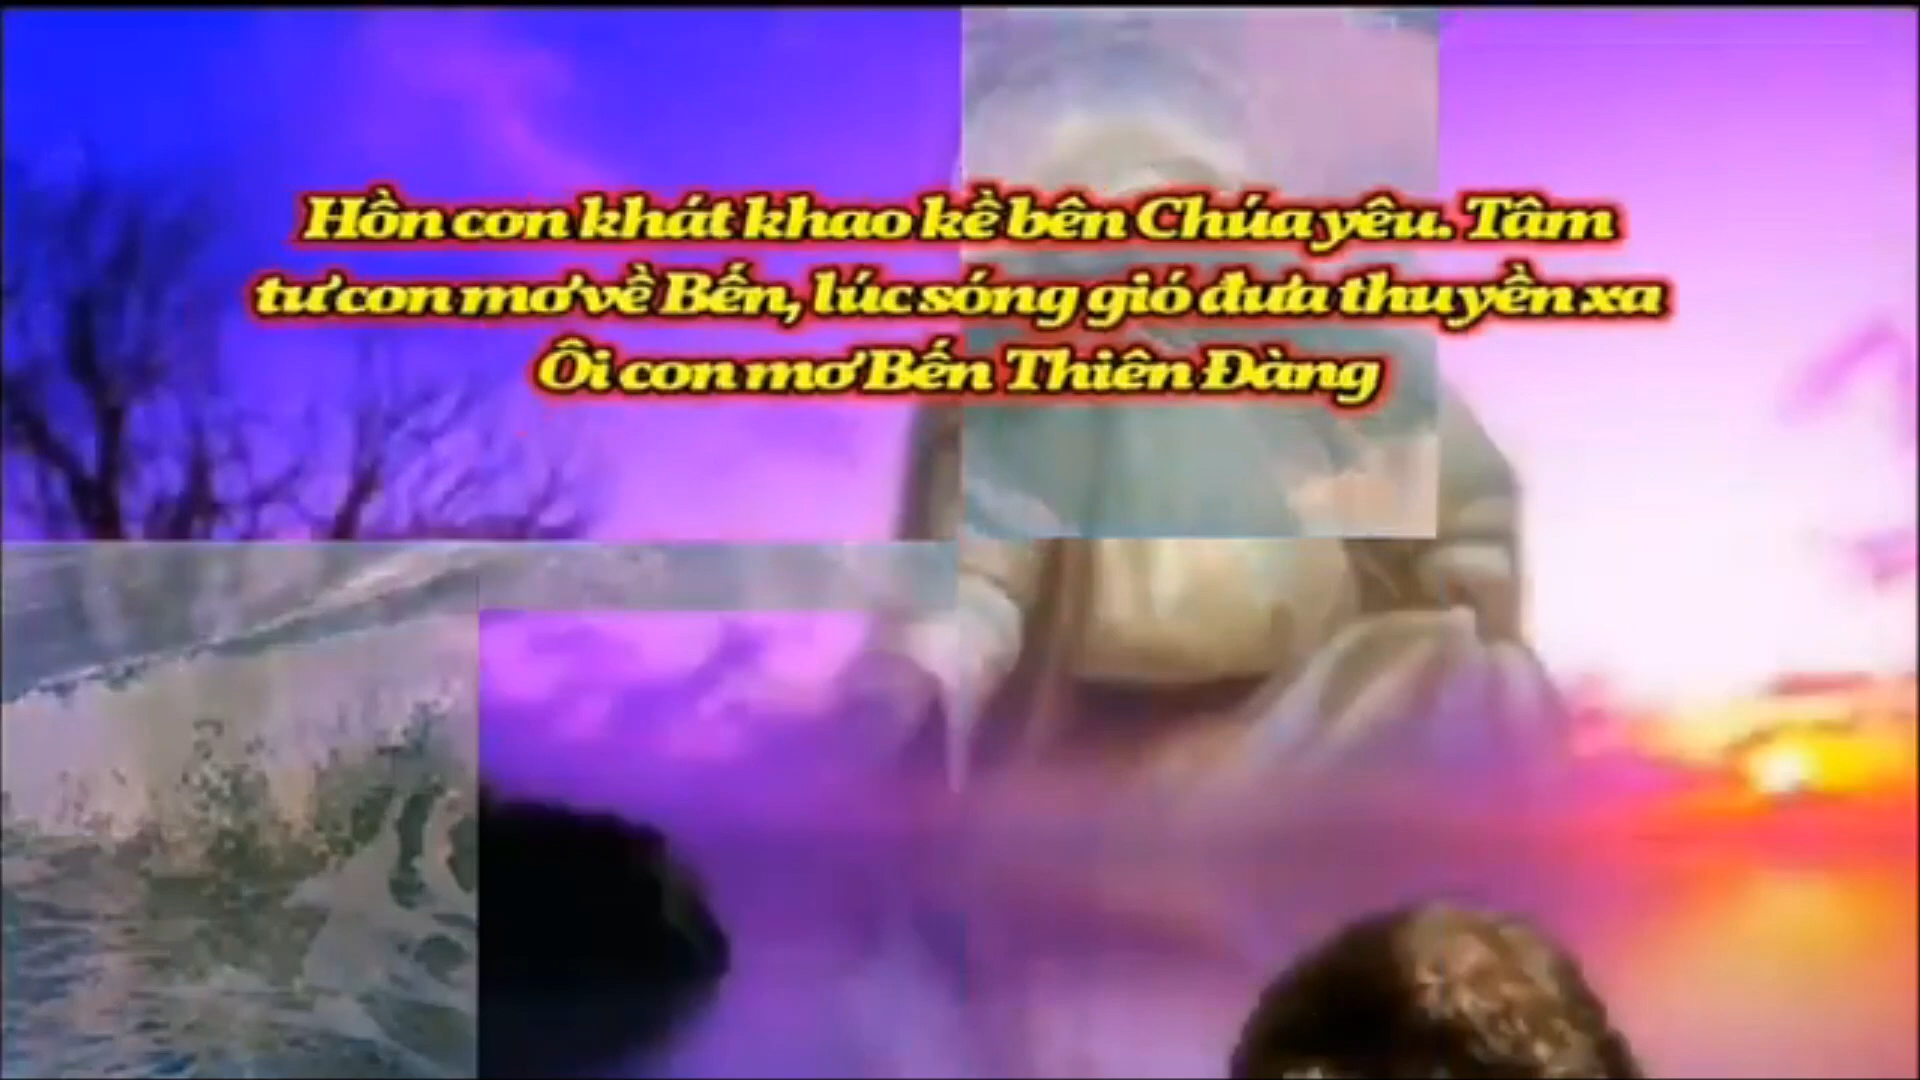 Hồn con khát khao kề bên Chúa yêu. Tâm
tư con mơ về Bến, lúc sóng gió đưa thuyền xa
Ôi con mơ Bến Thiên Đàng